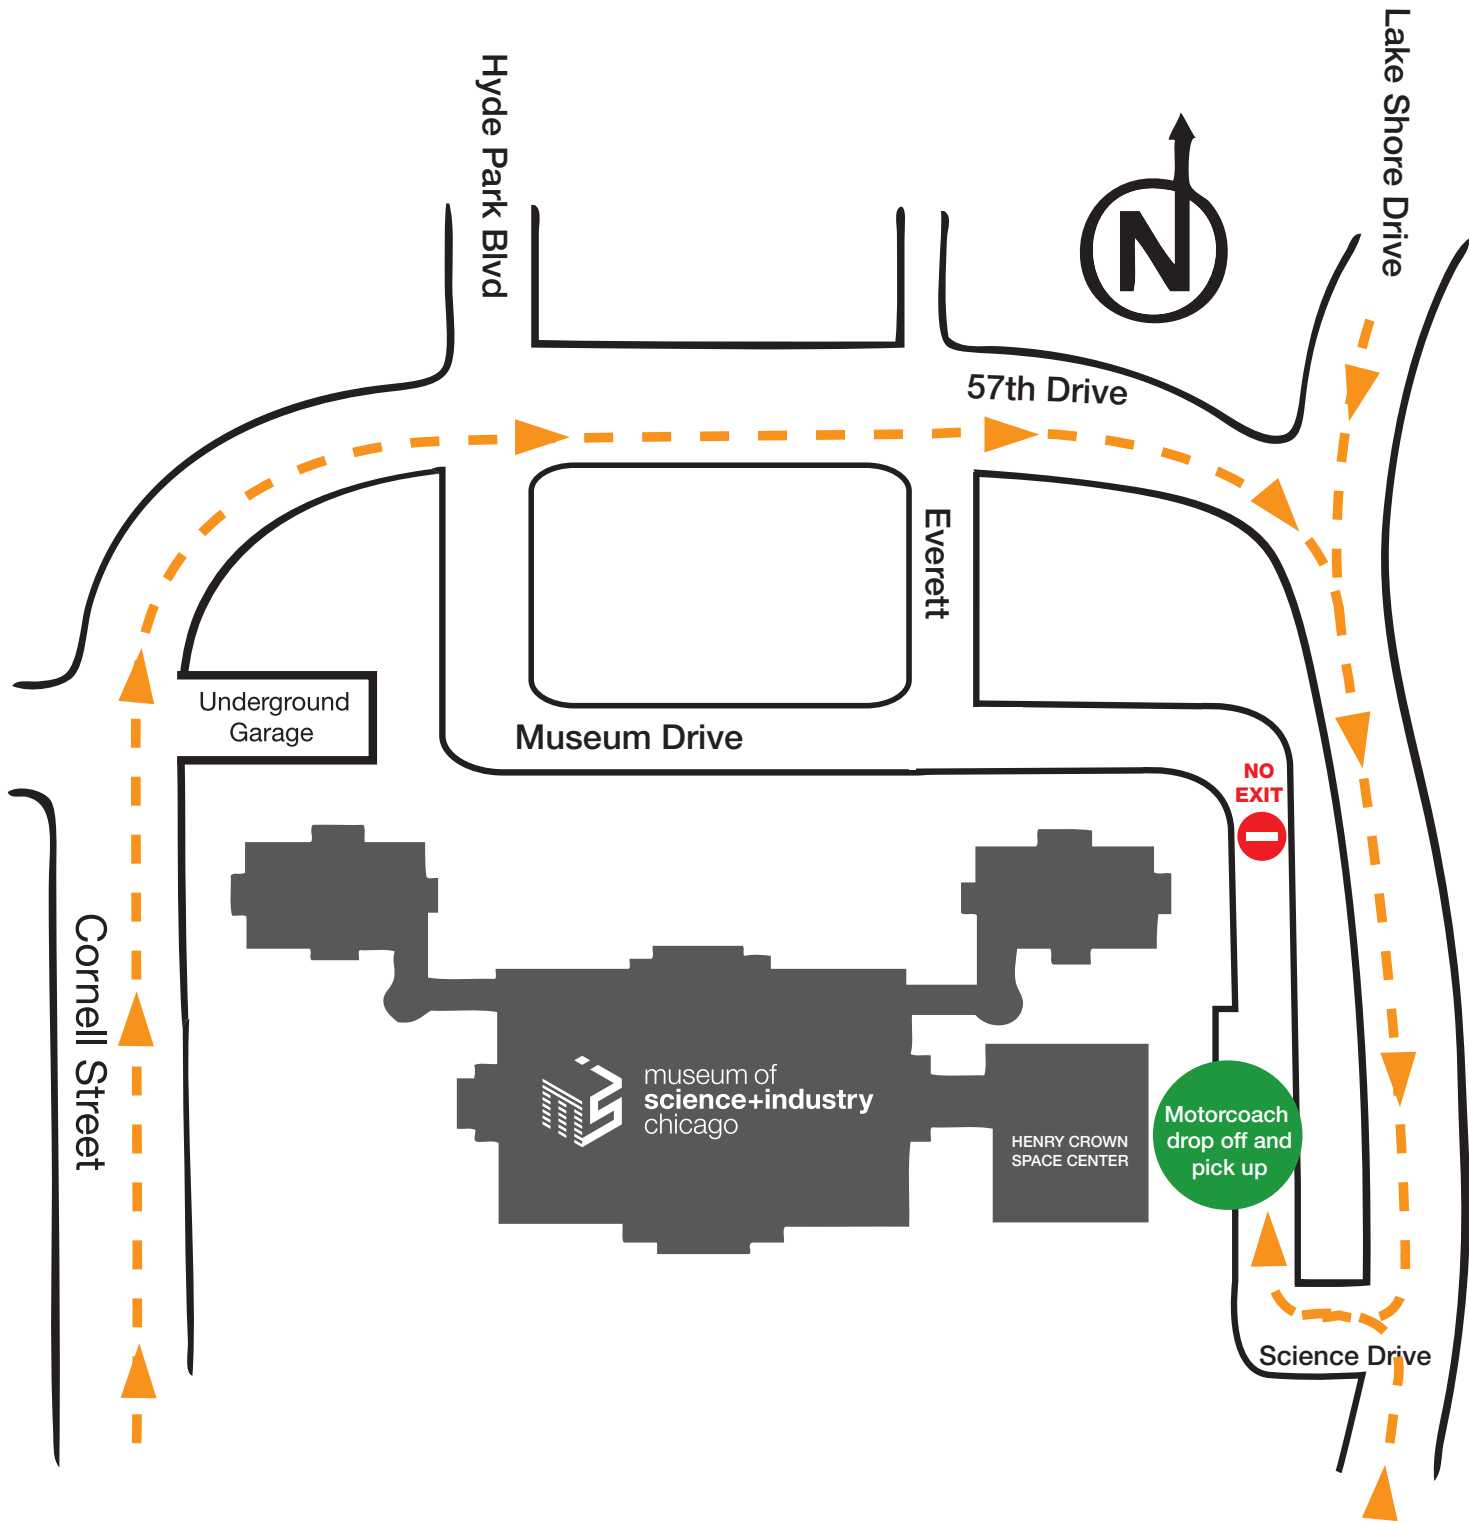 Hyde Park Blvd
Lake Shore Drive
N
57th Drive
Everett
Underground
Garage
Museum Drive
NO
EXIT
Cornell Street
museum of
science+industry
chicago
HENRY CROWN
SPACE CENTER
Motorcoach
drop off and
pick up
Science Drive